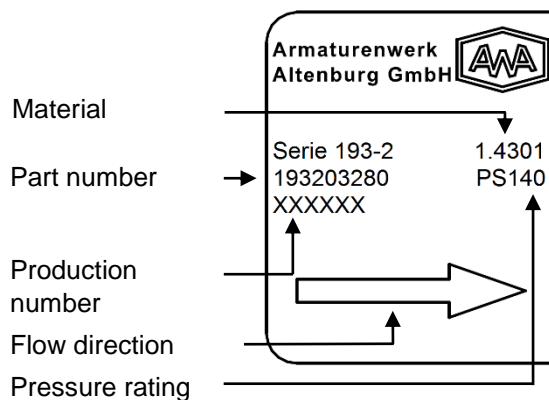 Armaturenwerk
Altenburg GmbH
AWA
Material
Serie 193-2 1.4301
Part number
193203280 PS140
XXXXXX
Production
number
Flow direction
Pressure rating